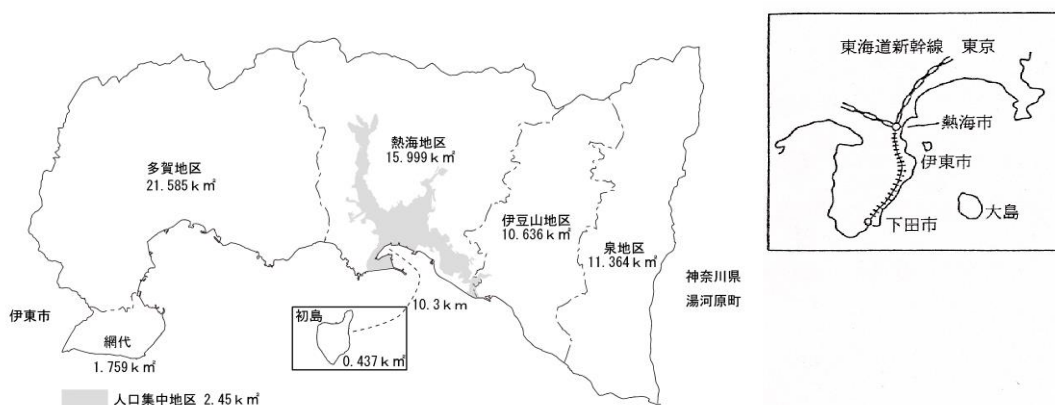 多賀地区
21.585k㎡
熱海地区
15.999k㎡
伊豆山地区
10.636k㎡
泉地区
11.364k㎡
神奈川県
湯河原町
伊東市
網代
1.759k㎡
初島
0.437k㎡
10.3km
人口集中地区 2.45k㎡
東海道新幹線 東京
熱海市
伊東市
大島
下田市